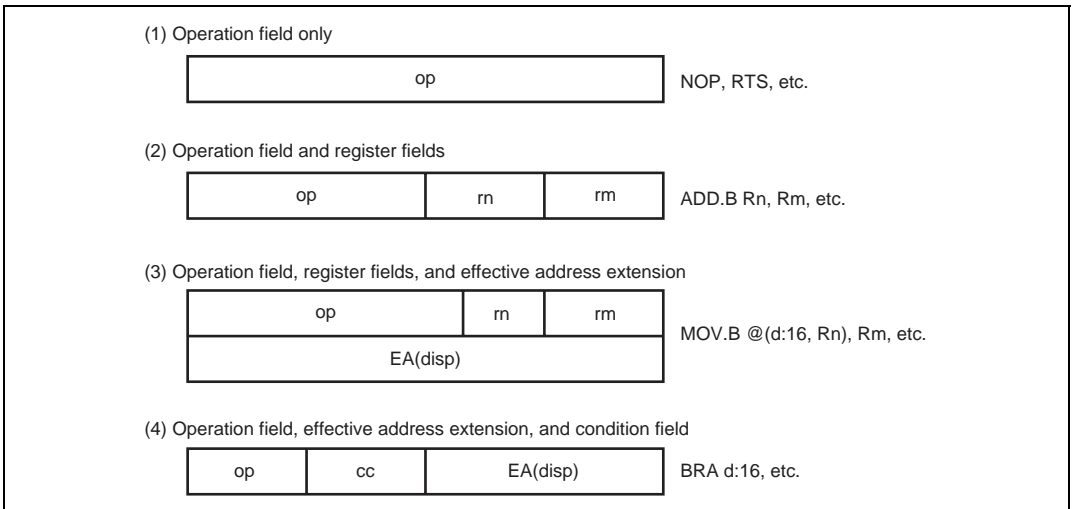 (1) Operation field only
op
NOP, RTS, etc.
(2) Operation field and register fields
op rn rm
ADD.B Rn, Rm, etc.
(3) Operation field, register fields, and effective address extension
op rn rm
MOV.B @(d:16, Rn), Rm, etc.
EA(disp)
(4) Operation field, effective address extension, and condition field
op cc EA(disp)
BRA d:16, etc.